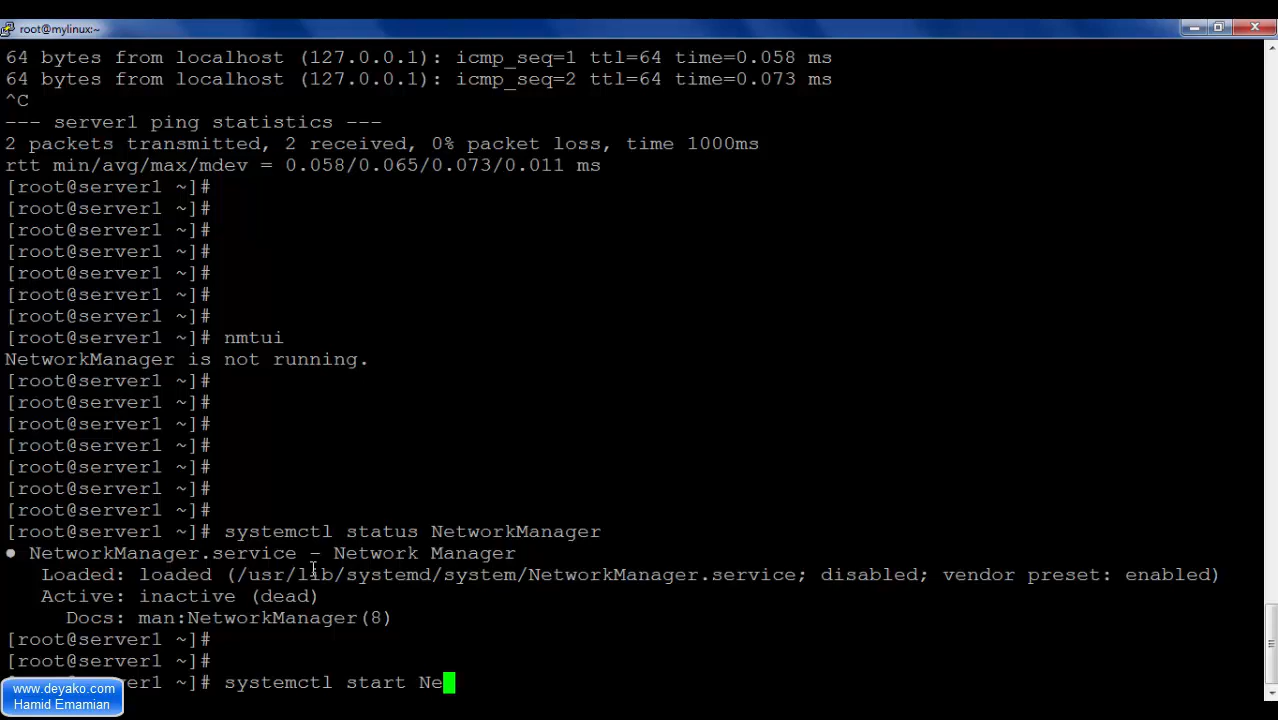 root@mylinux:~
64 bytes from localhost (127.0.0.1): icmp_seq=1 ttl=64 time=0.058 ms
64 bytes from localhost (127.0.0.1): icmp_seq=2 ttl=64 time=0.073 ms
^C
--- server1 ping statistics ---
2 packets transmitted, 2 received, 0% packet loss, time 1000ms
rtt min/avg/max/mdev = 0.058/0.065/0.073/0.011 ms
[root@server1 ~]#
[root@server1 ~]#
[root@server1 ~]#
[root@server1 ~]#
[root@server1 ~]#
[root@server1 ~]#
[root@server1 ~]#
[root@server1 ~]# nmtui
NetworkManager is not running.
[root@server1 ~]#
[root@server1 ~]#
[root@server1 ~]#
[root@server1 ~]#
[root@server1 ~]#
[root@server1 ~]#
[root@server1 ~]#
[root@server1 ~]# systemctl status NetworkManager
● NetworkManager.service - Network Manager
Loaded: loaded (/usr/lib/systemd/system/NetworkManager.service; disabled; vendor preset: enabled)
Active: inactive (dead)
Docs: man:NetworkManager(8)
[root@server1 ~]#
[root@server1 ~]#
er1 ~]# systemctl start Ne
www.deyako.com
Hamid Emamian